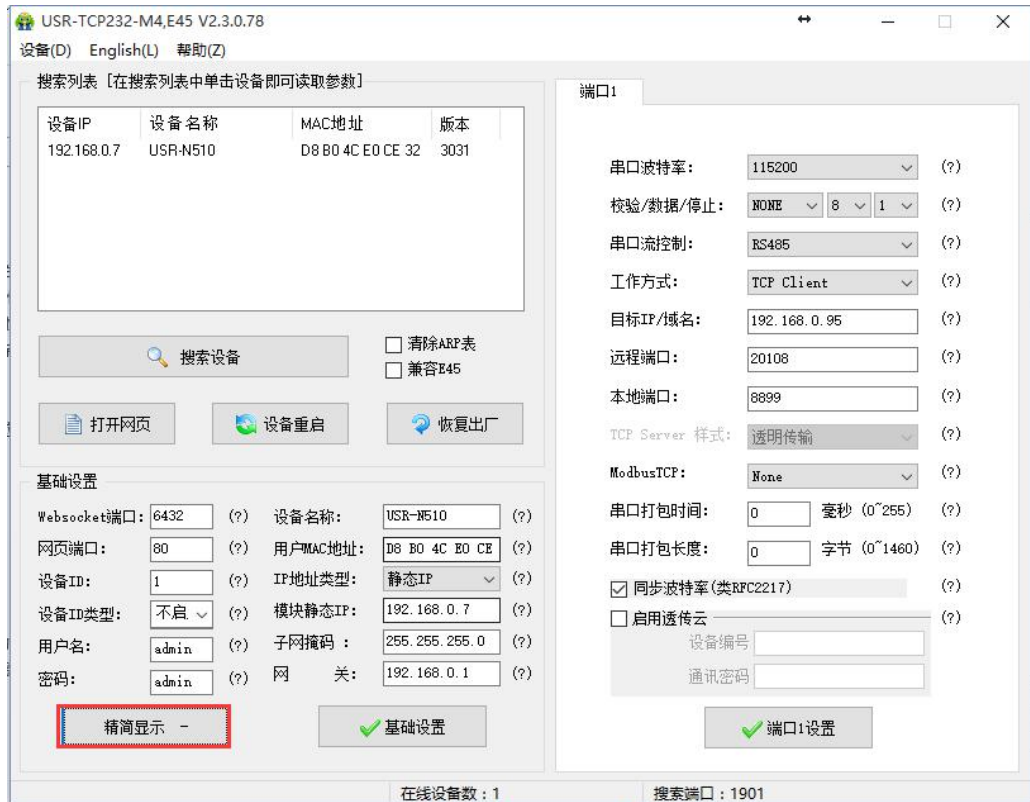 USR-TCP232-M4,E45 V2.3.0.78
设备(D) English(L) 帮助(Z)
搜索列表 [在搜索列表中单击设备即可读取参数]
设备IP 设备名称 MAC地址 版本
192.168.0.7 USR-N510 D8 B0 4C E0 CE 32 3031
搜索设备
清除ARP表
兼容E45
打开网页 设备重启 恢复出厂
基础设置
Websocket端口: 6432 (?) 设备名称: USR-N510 (?)
网页端口: 80 (?) 用户MAC地址: D8 B0 4C E0 CE (?)
设备ID: 1 (?) IP地址类型: 静态IP (?)
设备ID类型: 不启 (?) 模块静态IP: 192.168.0.7 (?)
用户名: admin (?) 子网掩码 : 255.255.255.0 (?)
密码: admin (?) 网 关: 192.168.0.1 (?)
精简显示 - 基础设置
端口1
串口波特率: 115200 (?)
校验/数据/停止: NONE 8 1 (?)
串口流控制: RS485 (?)
工作方式: TCP Client (?)
目标IP/域名: 192.168.0.95 (?)
远程端口: 20108 (?)
本地端口: 8899 (?)
TCP Server 样式: 透明传输 (?)
ModbusTCP: None (?)
串口打包时间: 0 毫秒 (0~255) (?)
串口打包长度: 0 字节 (0~1460) (?)
同步波特率(类RFC2217) (?)
启用透传云 (?)
设备编号
通讯密码
端口1设置
在线设备数:1 搜索端口:1901